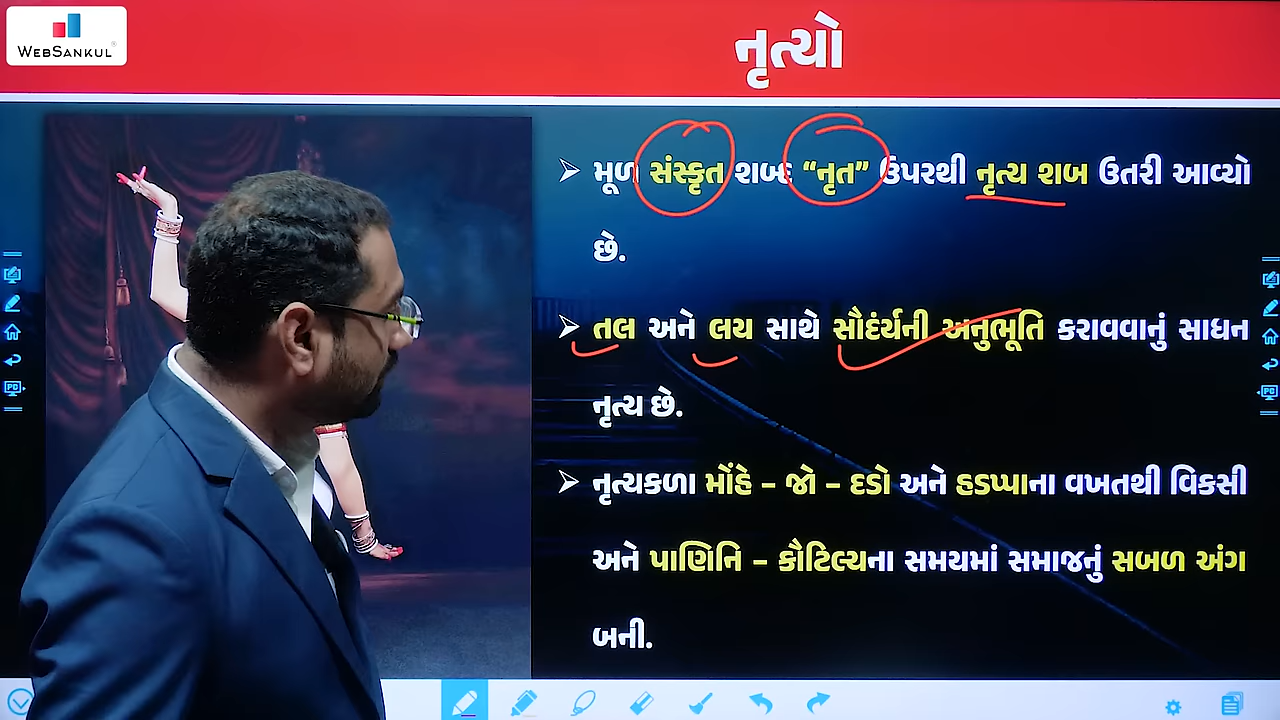 WEBSANKUL
નૃત્યો
➢ મૂળ સંસ્કૃત શબ્દ “નૃત” ઉપરથી નૃત્ય શબ ઉતરી આવ્યો
છે.
➢ તલ અને લય સાથે સૌદંર્યની અનુભૂતિ કરાવવાનું સાધન
નૃત્ય છે.
➢ નૃત્યકળા મોંહે – જો – દડો અને હડપ્પાના વખતથી વિકસી
અને પાણિનિ – કૌટિલ્યના સમયમાં સમાજનું સબળ અંગ
બની.